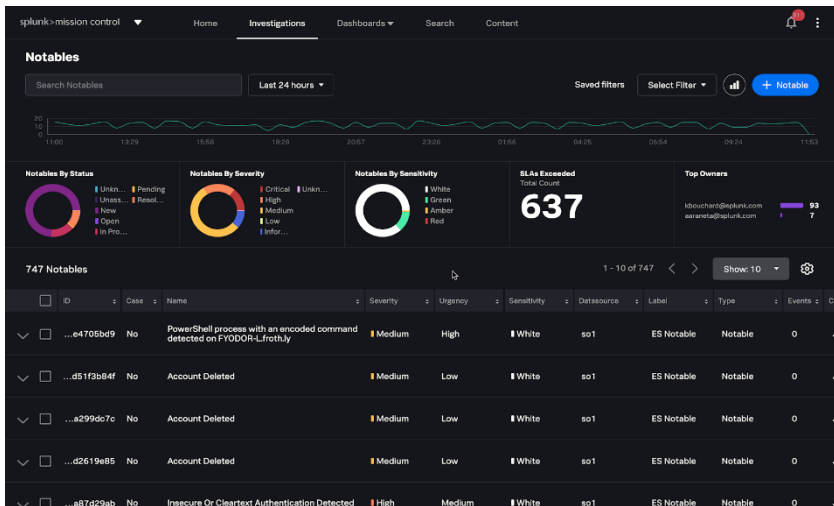 splunk>mission control
Home
Investigations
Dashboards
Search
Content
Notables
Search Notables
Last 24 hours
Saved filters
Select Filter
+ Notable
20
10
0
11:00
13:29
15:58
18:28
20:57
23:26
01:56
04:25
06:54
09:24
11:53
Notables By Status
Unkn...
Pending
Unass...
Resol...
New
Open
In Pro...
Notables By Severity
Critical
Unkn...
High
Medium
Low
Infor...
Notables By Sensitivity
White
Green
Amber
Red
SLAs Exceeded
Total Count
637
Top Owners
kbouchard@splunk.com 93
aaraneta@splunk.com 7
747 Notables
1 - 10 of 747
Show: 10
ID Case Name Severity Urgency Sensitivity Datasource Label Type Events C
...e4705bd9 No PowerShell process with an encoded command
detected on FYODOR-L.froth.ly Medium High White so1 ES Notable Notable 0
...d51f3b84f No Account Deleted Medium Low White so1 ES Notable Notable 0
...a299dc7c No Account Deleted Medium Low White so1 ES Notable Notable 0
...d2619e85 No Account Deleted Medium Low White so1 ES Notable Notable 0
...a87d29ab No Insecure Or Cleartext Authentication Detected High Medium White so1 ES Notable Notable 0